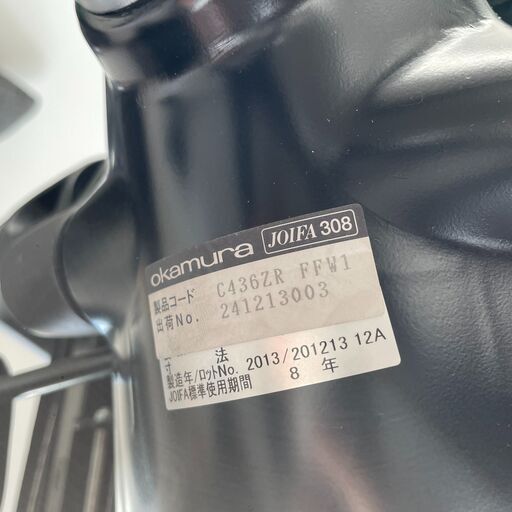 okamura JOIFA 308
製品コード C436ZR FFW1
出荷No. 241213003
寸 法
製造年/ロットNo. 2013/201213 12A
JOIFA標準使用期間 8 年